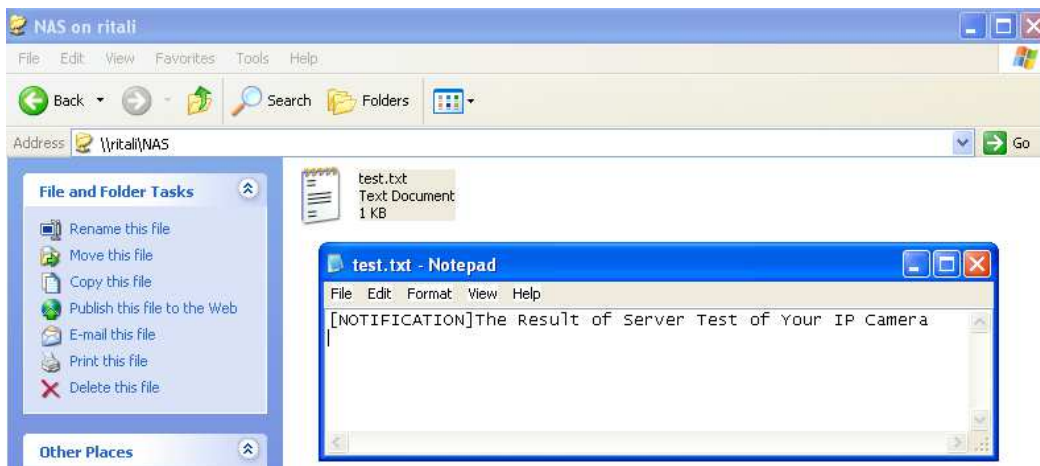 NAS on ritali
File Edit View Favorites Tools Help
Back Search Folders
Address \\ritali\NAS Go
File and Folder Tasks
Rename this file
Move this file
Copy this file
Publish this file to the Web
E-mail this file
Print this file
Delete this file
Other Places
test.txt
Text Document
1 KB
test.txt - Notepad
File Edit Format View Help
[NOTIFICATION]The Result of Server Test of Your IP Camera